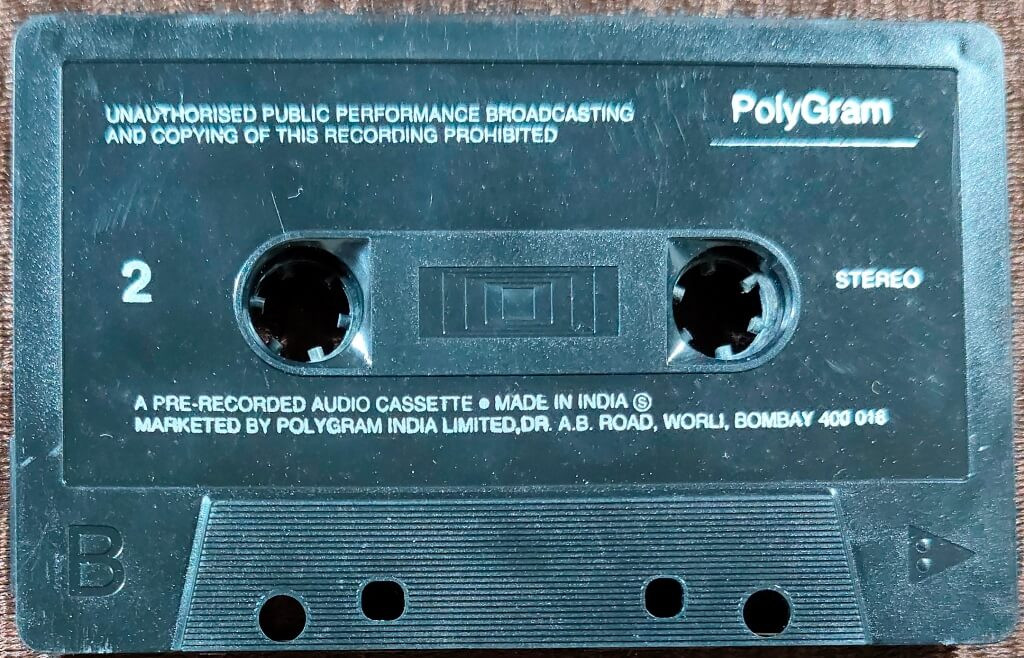 UNAUTHORISED PUBLIC PERFORMANCE BROADCASTING
AND COPYING OF THIS RECORDING PROHIBITED
PolyGram
2
STEREO
A PRE-RECORDED AUDIO CASSETTE ● MADE IN INDIA Ⓢ
MARKETED BY POLYGRAM INDIA LIMITED,DR. A.B. ROAD, WORLI, BOMBAY 400 018
B